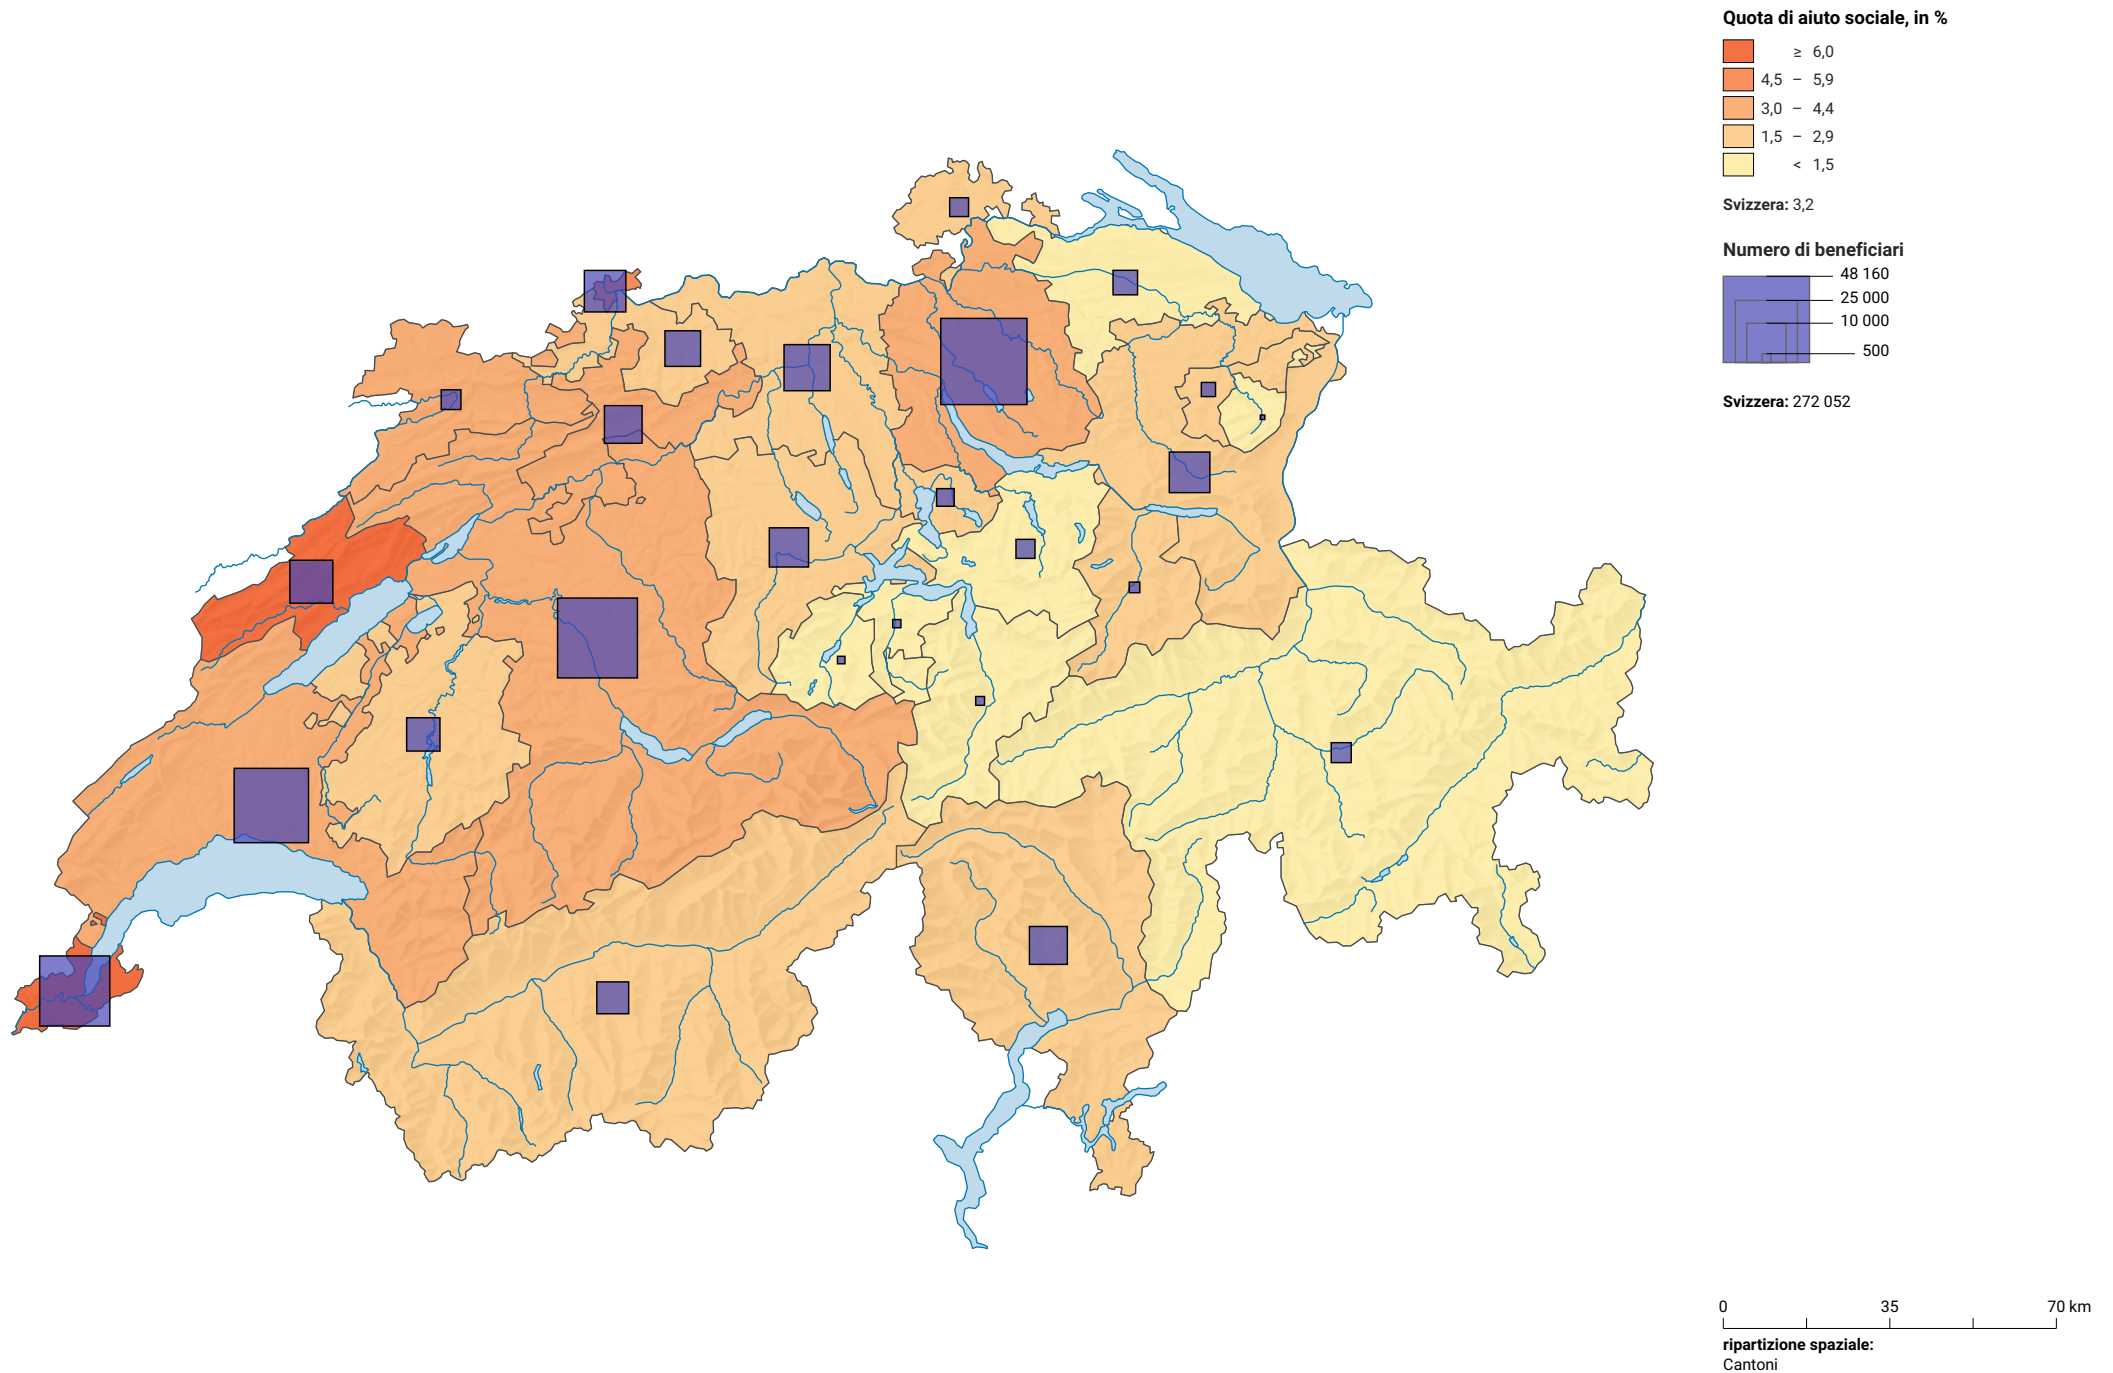 Quota di aiuto sociale, in %
≥ 6,0
4,5 – 5,9
3,0 – 4,4
1,5 – 2,9
< 1,5
Svizzera: 3,2
Numero di beneficiari
48 160
25 000
10 000
500
Svizzera: 272 052
0 35 70 km
ripartizione spaziale:
Cantoni